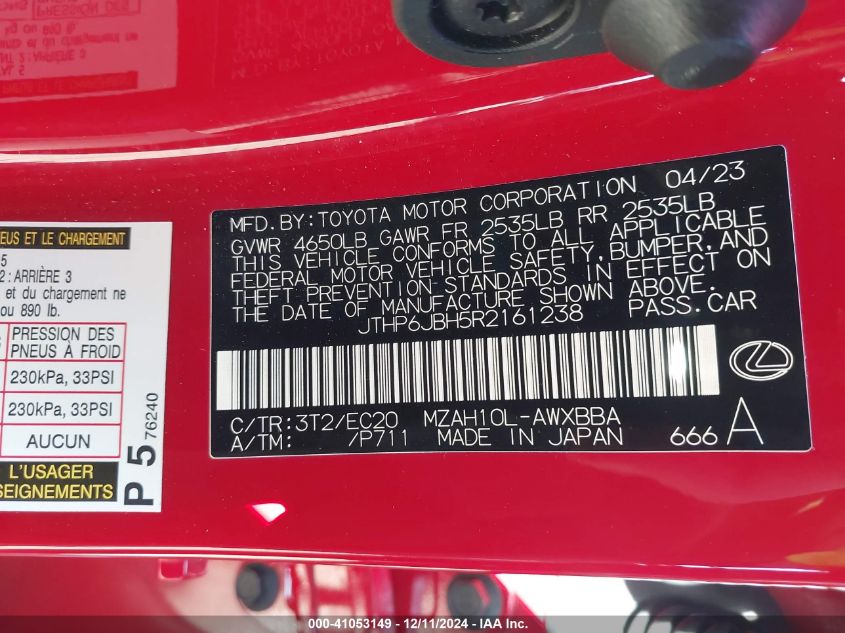 MFD.BY:TOYOTA MOTOR CORPORATION 04/23
GVWR 4650LB GAWR FR 2535LB RR 2535LB
THIS VEHICLE CONFORMS TO ALL APPLICABLE
FEDERAL MOTOR VEHICLE SAFETY,BUMPER,AND
THEFT PREVENTION STANDARDS IN EFFECT ON
THE DATE OF MANUFACTURE SHOWN ABOVE.
JTHP6JBH5R2161238 PASS.CAR
C/TR:3T2/EC20 MZAH10L-AWXBBA
A/TM: /P711 MADE IN JAPAN 666 A
EUS ET LE CHARGEMENT
5
2:ARRIÈRE 3
et du chargement ne
ou 890 lb.
PRESSION DES
PNEUS À FROID
230kPa, 33PSI
230kPa, 33PSI
AUCUN
L'USAGER
SEIGNEMENTS
P 5 76240
000-41053149 - 12/11/2024 - IAA Inc.